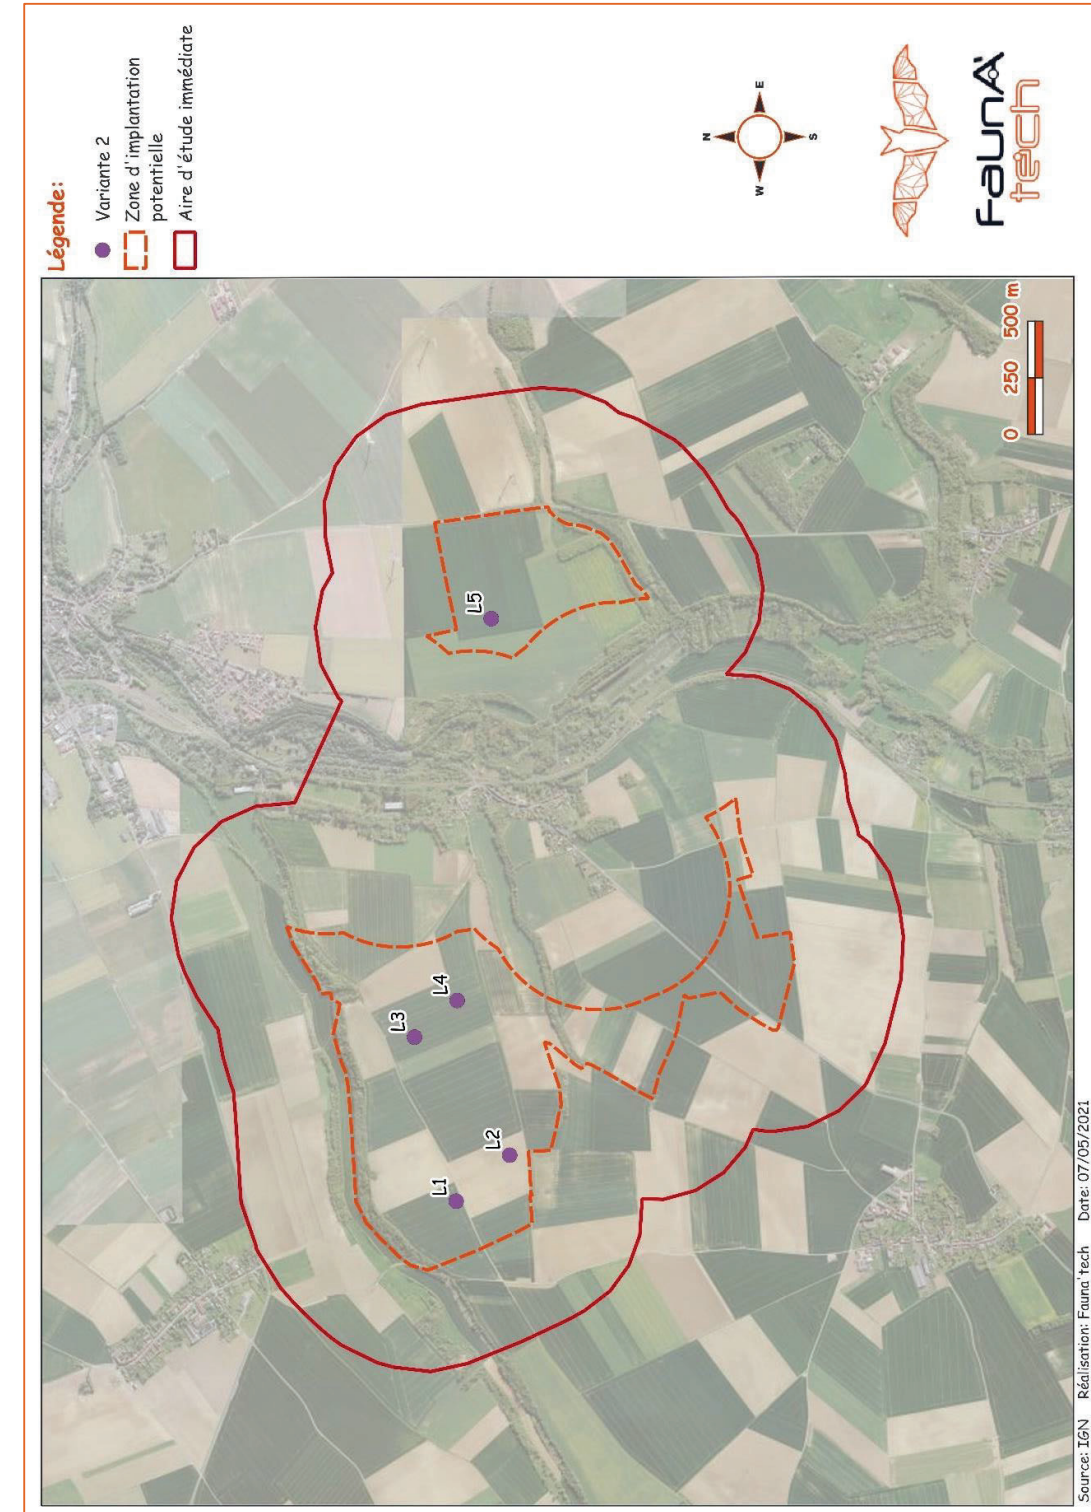 Légende:
Variante 2
Zone d'implantation
potentielle
Aire d'étude immédiate
N
W
E
S
faunA'
tech
L1
L2
L3
L4
L5
0 250 500 m
Source: IGN Réalisation: Fauna'tech Date: 07/05/2021